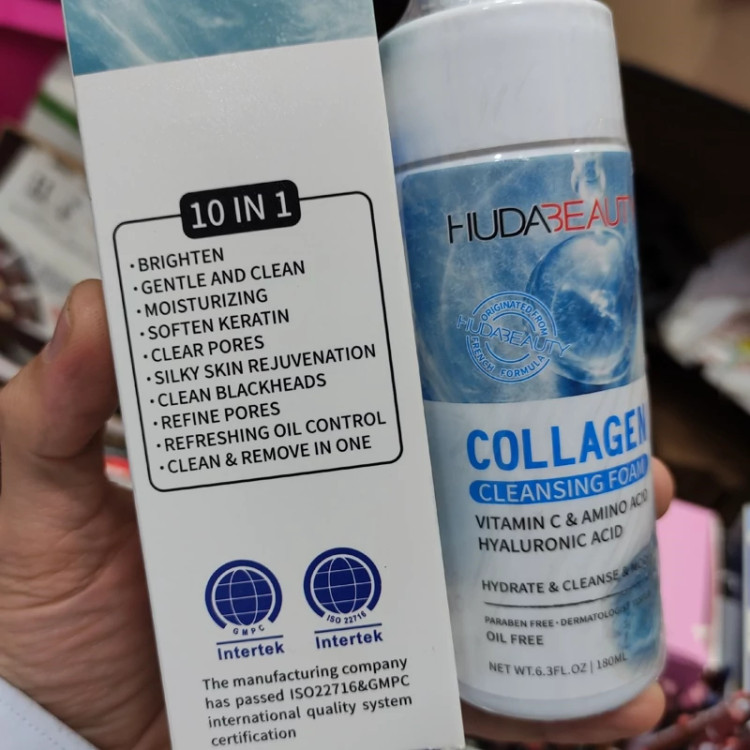 10 IN 1
·BRIGHTEN
·GENTLE AND CLEAN
·MOISTURIZING
·SOFTEN KERATIN
·CLEAR PORES
·SILKY SKIN REJUVENATION
·CLEAN BLACKHEADS
·REFINE PORES
·REFRESHING OIL CONTROL
·CLEAN & REMOVE IN ONE
GMPC
Intertek
ISO 22716
Intertek
The manufacturing company
has passed ISO22716&GMPC
international quality system
certification
HUDABEAUTY
ORIGINATED FROM
HUDABEAUTY
FRENCH FORMULA
COLLAGEN
CLEANSING FOAM
VITAMIN C & AMINO ACID
HYALURONIC ACID
HYDRATE & CLEANSE &
PARABEN FREE·DERMATOLOGIST
OIL FREE
NET WT.6.3FL.OZ | 180ML